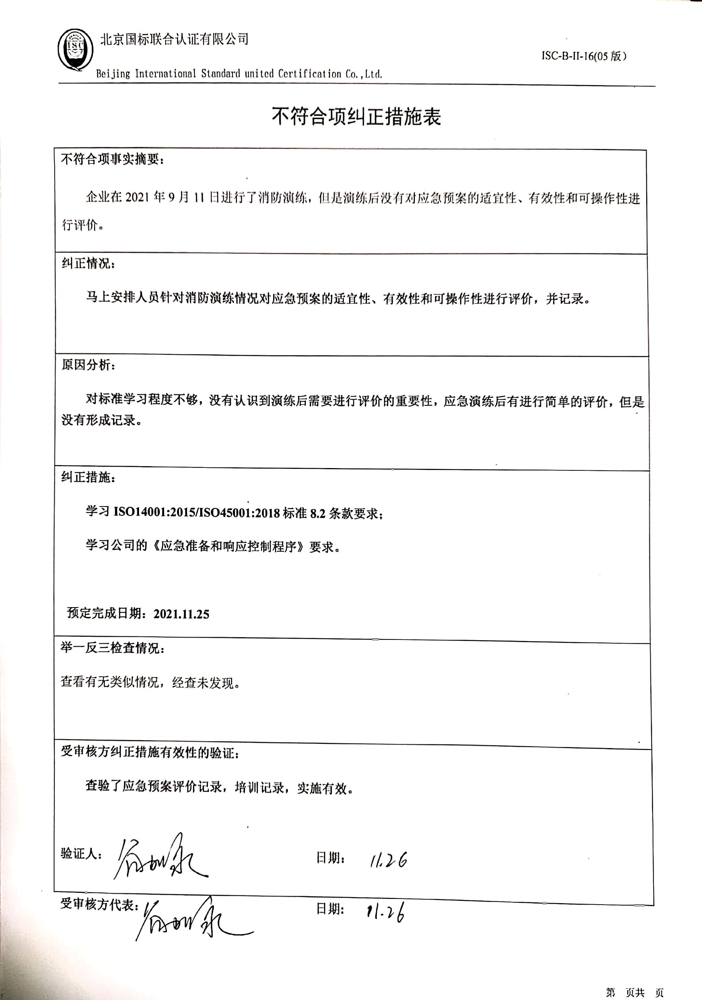 ISC
北京国标联合认证有限公司
ISC-B-II-16(05 版)
Beijing International Standard united Certification Co.,Ltd.
不符合项纠正措施表
不符合项事实摘要：
企业在 2021 年 9 月 11 日进行了消防演练，但是演练后没有对应急预案的适宜性、有效性和可操作性进
行评价。
纠正情况：
马上安排人员针对消防演练情况对应急预案的适宜性、有效性和可操作性进行评价，并记录。
原因分析：
对标准学习程度不够，没有认识到演练后需要进行评价的重要性，应急演练后有进行简单的评价，但是
没有形成记录。
纠正措施：
学习 ISO14001:2015/ISO45001:2018 标准 8.2 条款要求；
学习公司的《应急准备和响应控制程序》要求。
预定完成日期：2021.11.25
举一反三检查情况：
查看有无类似情况，经查未发现。
受审核方纠正措施有效性的验证：
查验了应急预案评价记录，培训记录，实施有效。
验证人： 日期： 11.26
受审核方代表： 日期： 11.26
第 页共 页